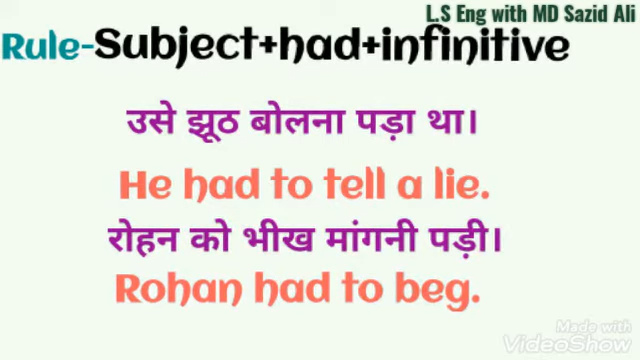 L.S Eng with MD Sazid Ali
Rule-Subject+had+infinitive
उसे झूठ बोलना पड़ा था।
He had to tell a lie.
रोहन को भीख मांगनी पड़ी।
Rohan had to beg.
Made with
VideoShow